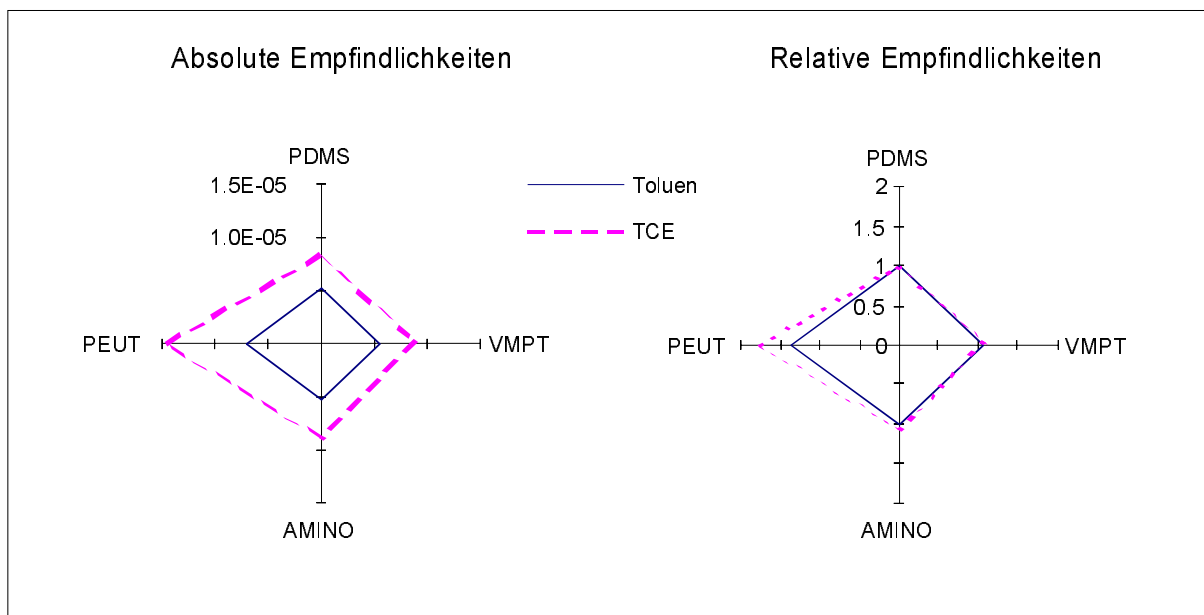 Absolute Empfindlichkeiten
PDMS
1.5E-05
1.0E-05
PEUT
VMPT
AMINO
Toluen
TCE
Relative Empfindlichkeiten
PDMS
2
1.5
1
0.5
0
PEUT
VMPT
AMINO